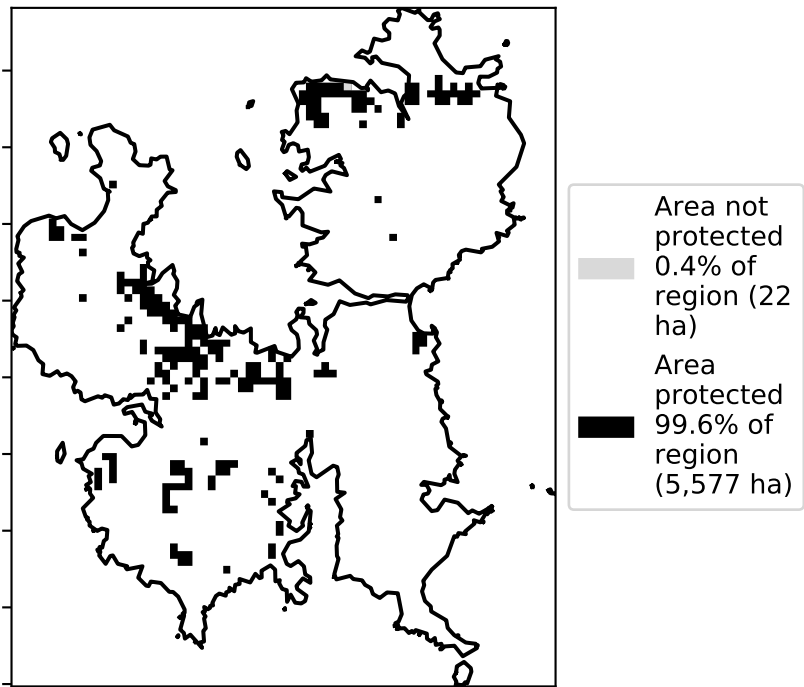 Area not
protected
0.4% of
region (22
ha)
Area
protected
99.6% of
region
(5,577 ha)